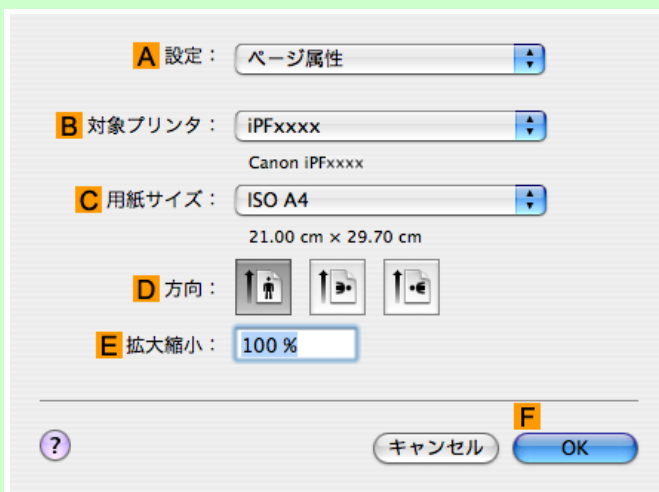 A 設定： ページ属性
B 対象プリンタ： iPFxxxx
Canon iPFxxxx
C 用紙サイズ： ISO A4
21.00 cm × 29.70 cm
D 方向：
E 拡大縮小： 100 %
F
? キャンセル OK